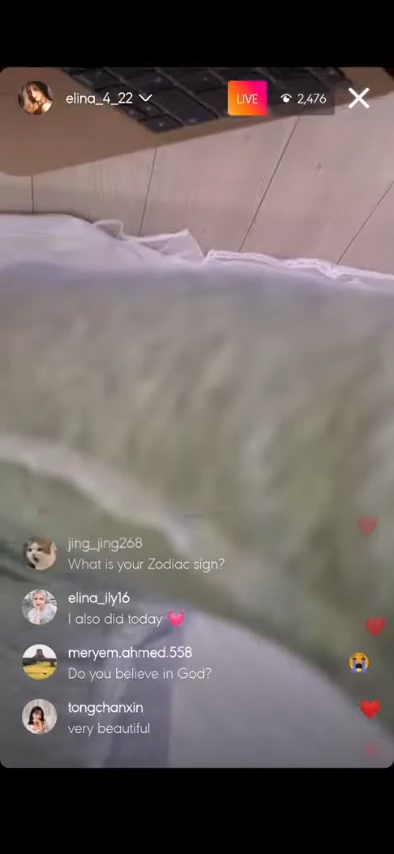 elina_4_22
LIVE
2,476
jing_jing268
What is your Zodiac sign?
elina_ily16
I also did today
meryem.ahmed.558
Do you believe in God?
tongchanxin
very beautiful